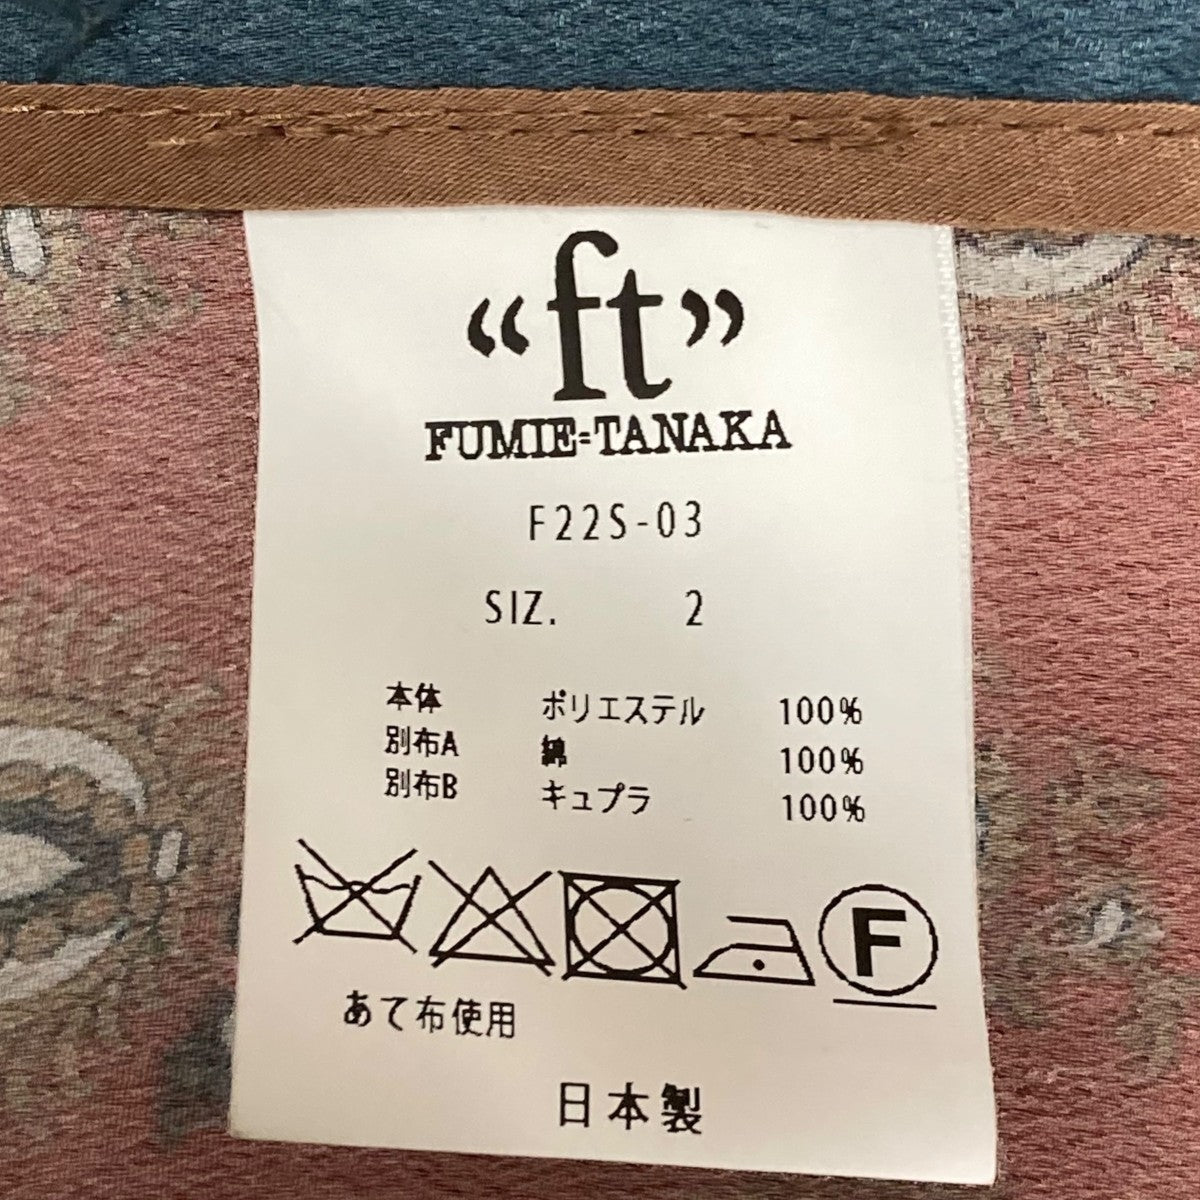 “ft”
FUMIE=TANAKA
F22S-03
SIZ. 2
本体 ポリエステル 100%
別布A 綿 100%
別布B キュプラ 100%
F
あて布使用
日本製